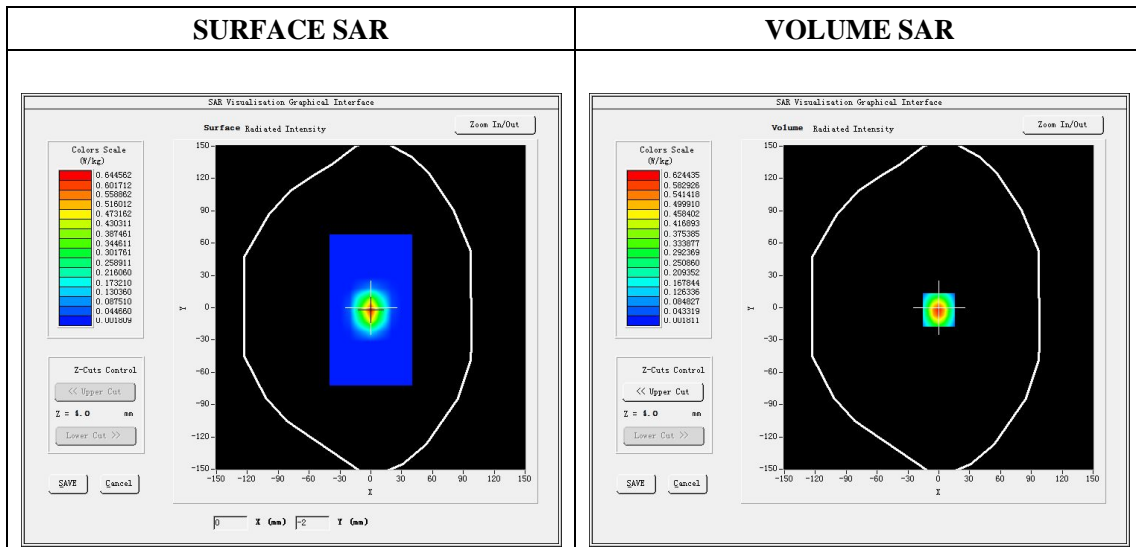 SURFACE SAR
VOLUME SAR
SAR Visualisation Graphical Interface
Surface Radiated Intensity
Zoom In/Out
Colors Scale
(W/kg)
0.644562
0.601712
0.558862
0.516012
0.473162
0.430311
0.387461
0.344611
0.301761
0.258911
0.216060
0.173210
0.130360
0.087510
0.044660
0.001809
Z-Cuts Control
<< Upper Cut
Z = 4.0 mm
Lower Cut >>
SAVE
Cancel
150
120
90
60
30
0
-30
-60
-90
-120
-150
Y
-150 -120 -90 -60 -30 0 30 60 90 120 150
X
0 X (mm) -2 Y (mm)
SAR Visualisation Graphical Interface
Volume Radiated Intensity
Zoom In/Out
Colors Scale
(W/kg)
0.624435
0.582926
0.541418
0.499910
0.458402
0.416893
0.375385
0.333877
0.292369
0.250860
0.209352
0.167844
0.126336
0.084827
0.043319
0.001811
Z-Cuts Control
<< Upper Cut
Z = 4.0 mm
Lower Cut >>
SAVE
Cancel
150
120
90
60
30
0
-30
-60
-90
-120
-150
Y
-150 -120 -90 -60 -30 0 30 60 90 120 150
X